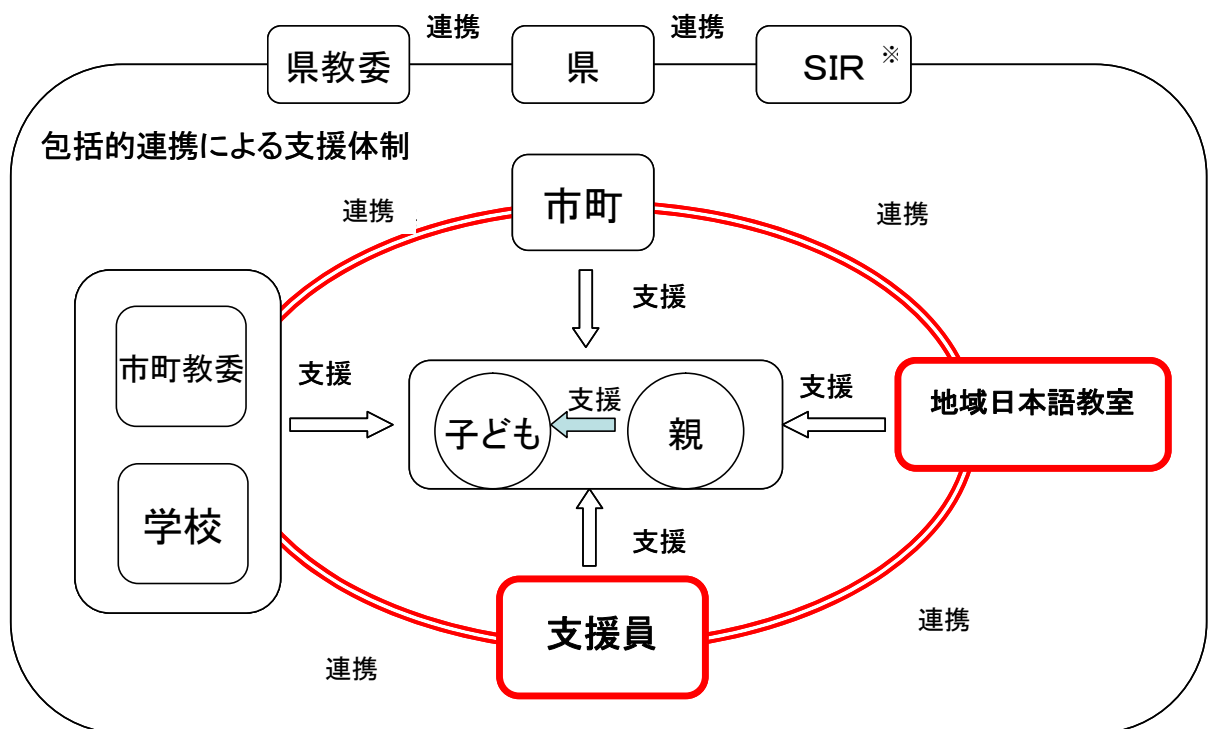 連携
連携
県教委
県
SIR ※
包括的連携による支援体制
市町
連携
連携
支援
市町教委
支援
支援
支援
地域日本語教室
子ども
親
学校
支援
支援員
連携
連携